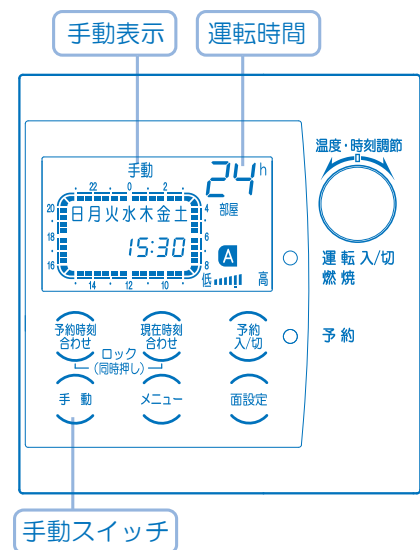 手動表示 運転時間
手動 24h
22 · 0 · 2
20 日月火水木金土 4 部屋
18 15:30 6
16 A 8
14 · 12 · 10 低 高
温度・時刻調節
運転 入/切
燃焼
予約
予約時刻合わせ 現在時刻合わせ 予約入/切
ロック
(同時押し)
手動 メニュー 面設定
手動スイッチ